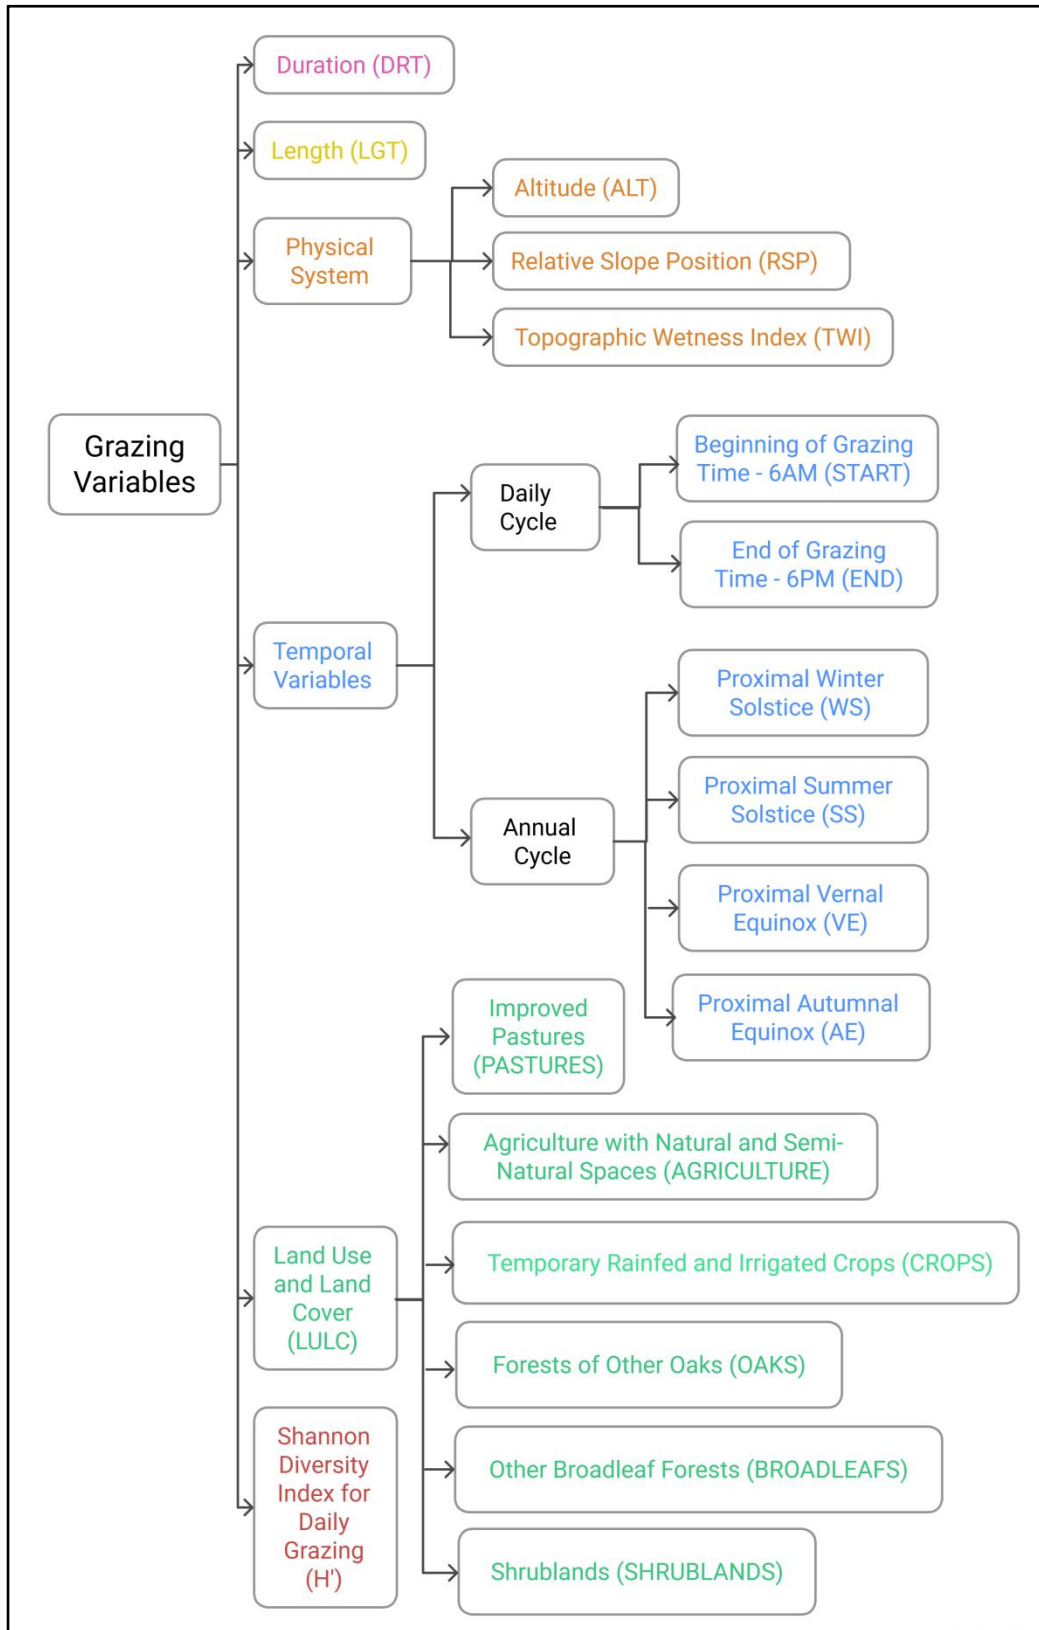 Duration (DRT)
Length (LGT)
Altitude (ALT)
Physical
System
Relative Slope Position (RSP)
Topographic Wetness Index (TWI)
Grazing
Variables
Beginning of Grazing
Time - 6AM (START)
Daily
Cycle
End of Grazing
Time - 6PM (END)
Temporal
Variables
Proximal Winter
Solstice (WS)
Proximal Summer
Solstice (SS)
Annual
Cycle
Proximal Vernal
Equinox (VE)
Proximal Autumnal
Equinox (AE)
Improved
Pastures
(PASTURES)
Agriculture with Natural and Semi-
Natural Spaces (AGRICULTURE)
Land Use
and Land
Cover
(LULC)
Temporary Rainfed and Irrigated Crops (CROPS)
Forests of Other Oaks (OAKS)
Shannon
Diversity
Index for
Daily
Grazing
(H')
Other Broadleaf Forests (BROADLEAFS)
Shrublands (SHRUBLANDS)